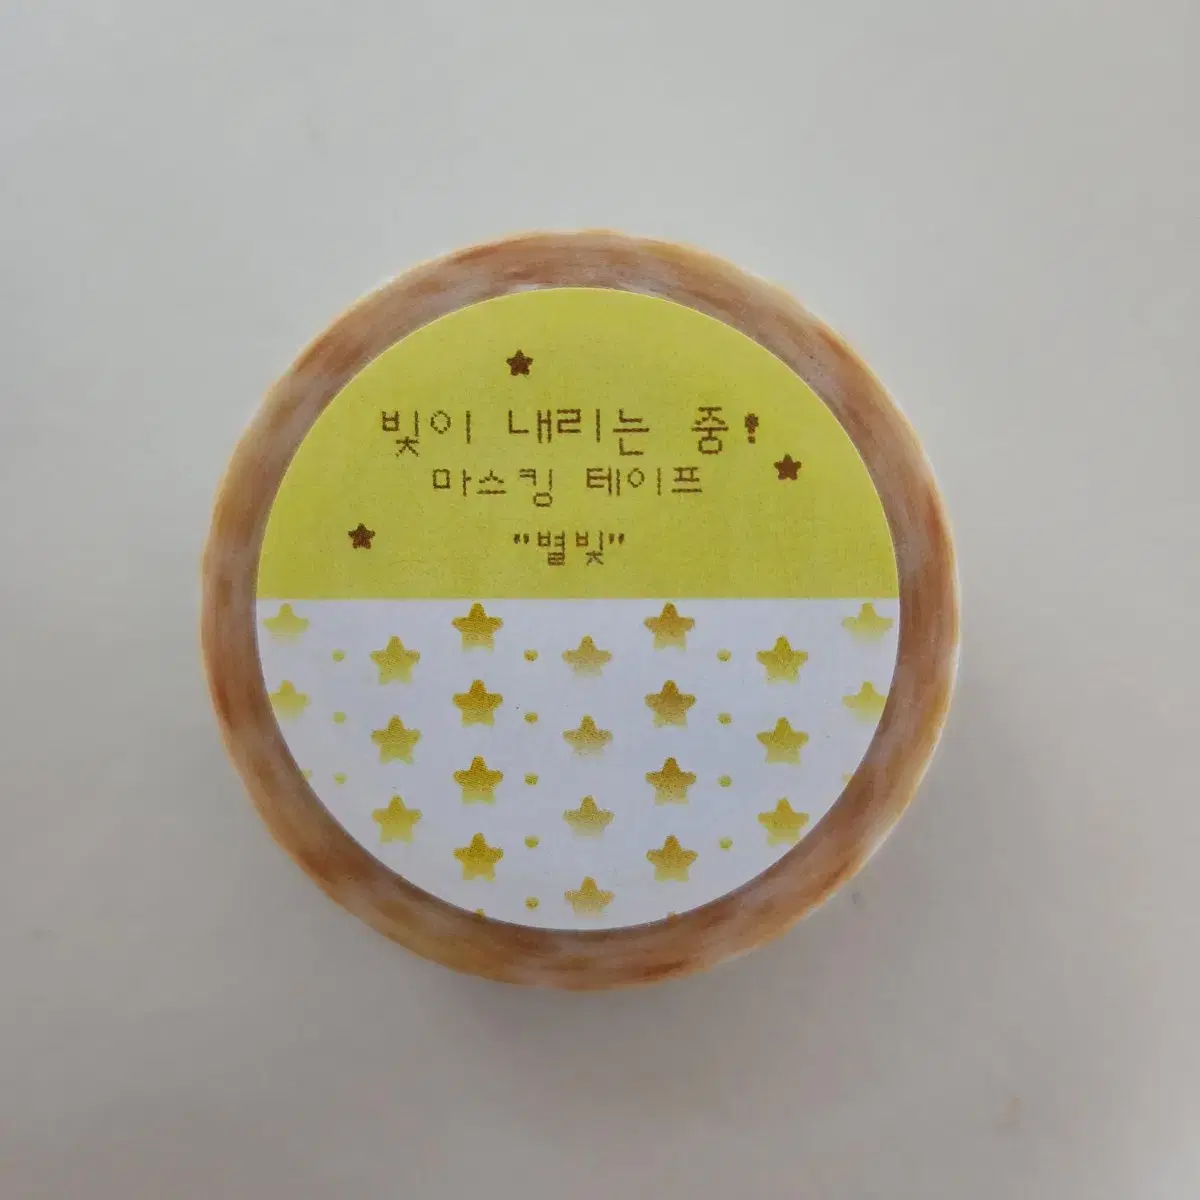 빛이 내리는 중!
마스킹 테이프
"별빛"